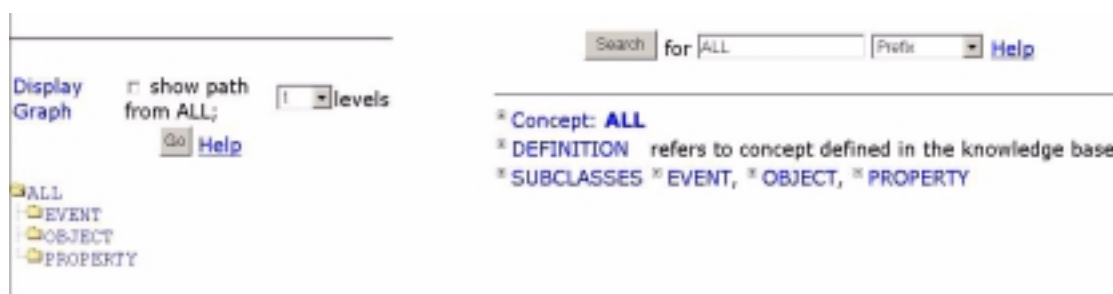 Display Graph
show path from ALL;
1 levels
Go Help
ALL
EVENT
OBJECT
PROPERTY
Search for ALL Prefix Help
Concept: ALL
DEFINITION refers to concept defined in the knowledge base
SUBCLASSES EVENT, OBJECT, PROPERTY